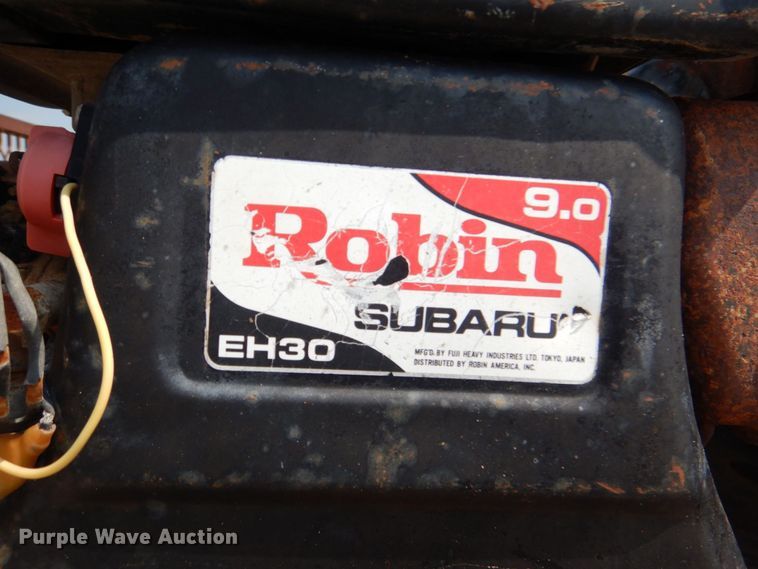 9.0
Robin
SUBARU
EH30
MFG'D. BY FUJI HEAVY INDUSTRIES LTD. TOKYO, JAPAN
DISTRIBUTED BY ROBIN AMERICA, INC.
Purple Wave Auction